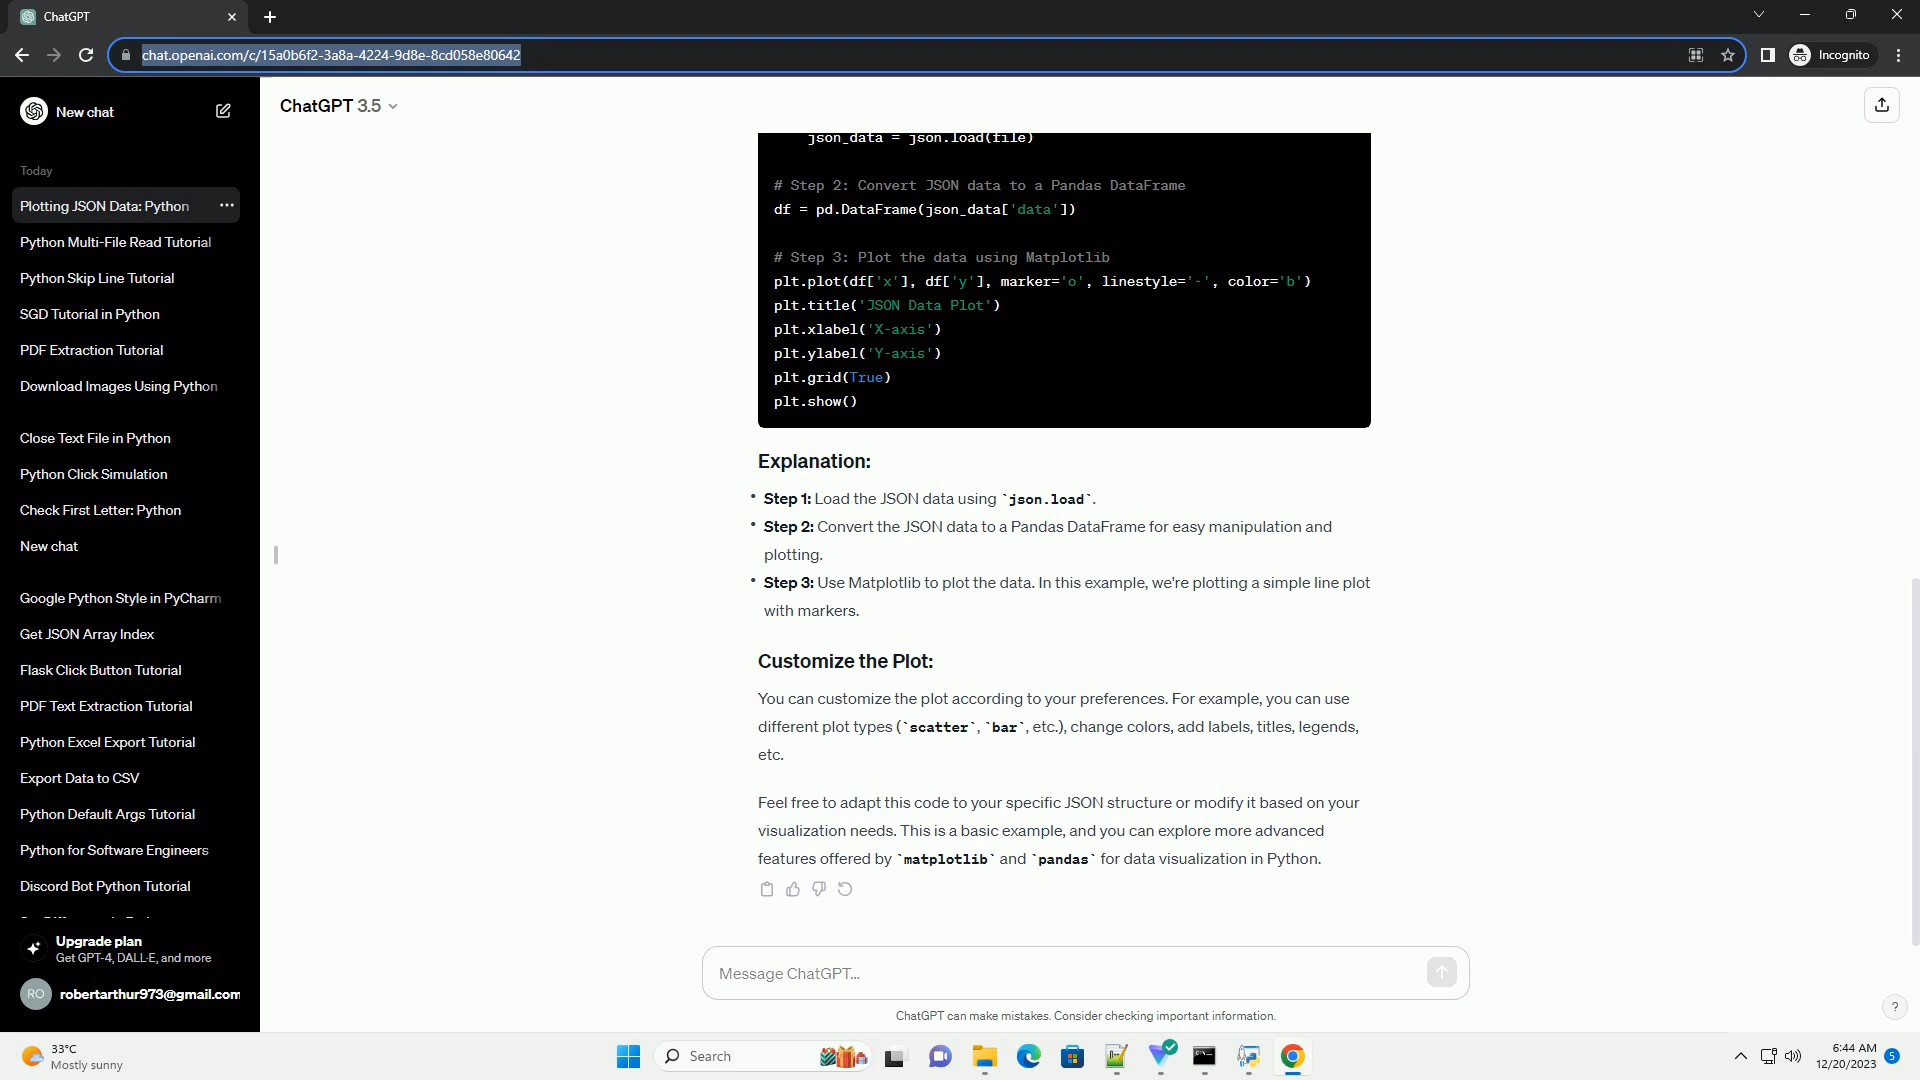 ChatGPT
chat.openai.com/c/15a0b6f2-3a8a-4224-9d8e-8cd058e80642
Incognito
New chat
Today
Plotting JSON Data: Python
Python Multi-File Read Tutorial
Python Skip Line Tutorial
SGD Tutorial in Python
PDF Extraction Tutorial
Download Images Using Python
Close Text File in Python
Python Click Simulation
Check First Letter: Python
New chat
Google Python Style in PyCharm
Get JSON Array Index
Flask Click Button Tutorial
PDF Text Extraction Tutorial
Python Excel Export Tutorial
Export Data to CSV
Python Default Args Tutorial
Python for Software Engineers
Discord Bot Python Tutorial
Upgrade plan
Get GPT-4, DALL·E, and more
RO
robertarthur973@gmail.com
ChatGPT 3.5
json_data = json.load(file)
# Step 2: Convert JSON data to a Pandas DataFrame
df = pd.DataFrame(json_data['data'])
# Step 3: Plot the data using Matplotlib
plt.plot(df['x'], df['y'], marker='o', linestyle='-', color='b')
plt.title('JSON Data Plot')
plt.xlabel('X-axis')
plt.ylabel('Y-axis')
plt.grid(True)
plt.show()
Explanation:
• Step 1: Load the JSON data using `json.load`.
• Step 2: Convert the JSON data to a Pandas DataFrame for easy manipulation and
plotting.
• Step 3: Use Matplotlib to plot the data. In this example, we're plotting a simple line plot
with markers.
Customize the Plot:
You can customize the plot according to your preferences. For example, you can use
different plot types (`scatter`, `bar`, etc.), change colors, add labels, titles, legends,
etc.
Feel free to adapt this code to your specific JSON structure or modify it based on your
visualization needs. This is a basic example, and you can explore more advanced
features offered by `matplotlib` and `pandas` for data visualization in Python.
Message ChatGPT...
ChatGPT can make mistakes. Consider checking important information.
?
33°C
Mostly sunny
Search
6:44 AM
12/20/2023
5